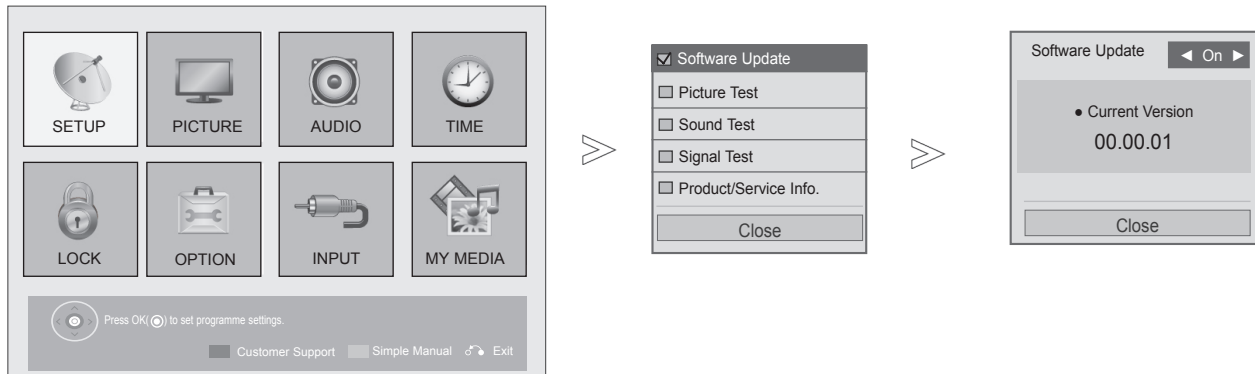 SETUP PICTURE AUDIO TIME
LOCK OPTION INPUT MY MEDIA
Press OK( ) to set programme settings.
Customer Support Simple Manual Exit
Software Update
Picture Test
Sound Test
Signal Test
Product/Service Info.
Close
Software Update ◄ On ►
● Current Version
00.00.01
Close